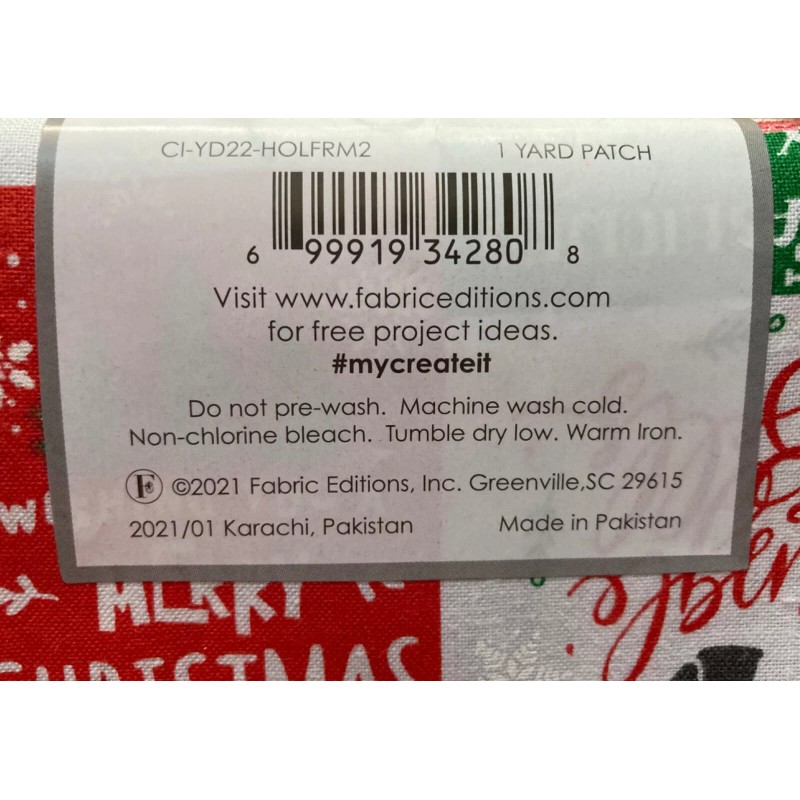 CI-YD22-HOLFRM2 1 YARD PATCH
6 99919 34280 8
Visit www.fabriceditions.com
for free project ideas.
#mycreateit
Do not pre-wash. Machine wash cold.
Non-chlorine bleach. Tumble dry low. Warm Iron.
©2021 Fabric Editions, Inc. Greenville,SC 29615
2021/01 Karachi, Pakistan Made in Pakistan
MERRY
CHRISTMAS